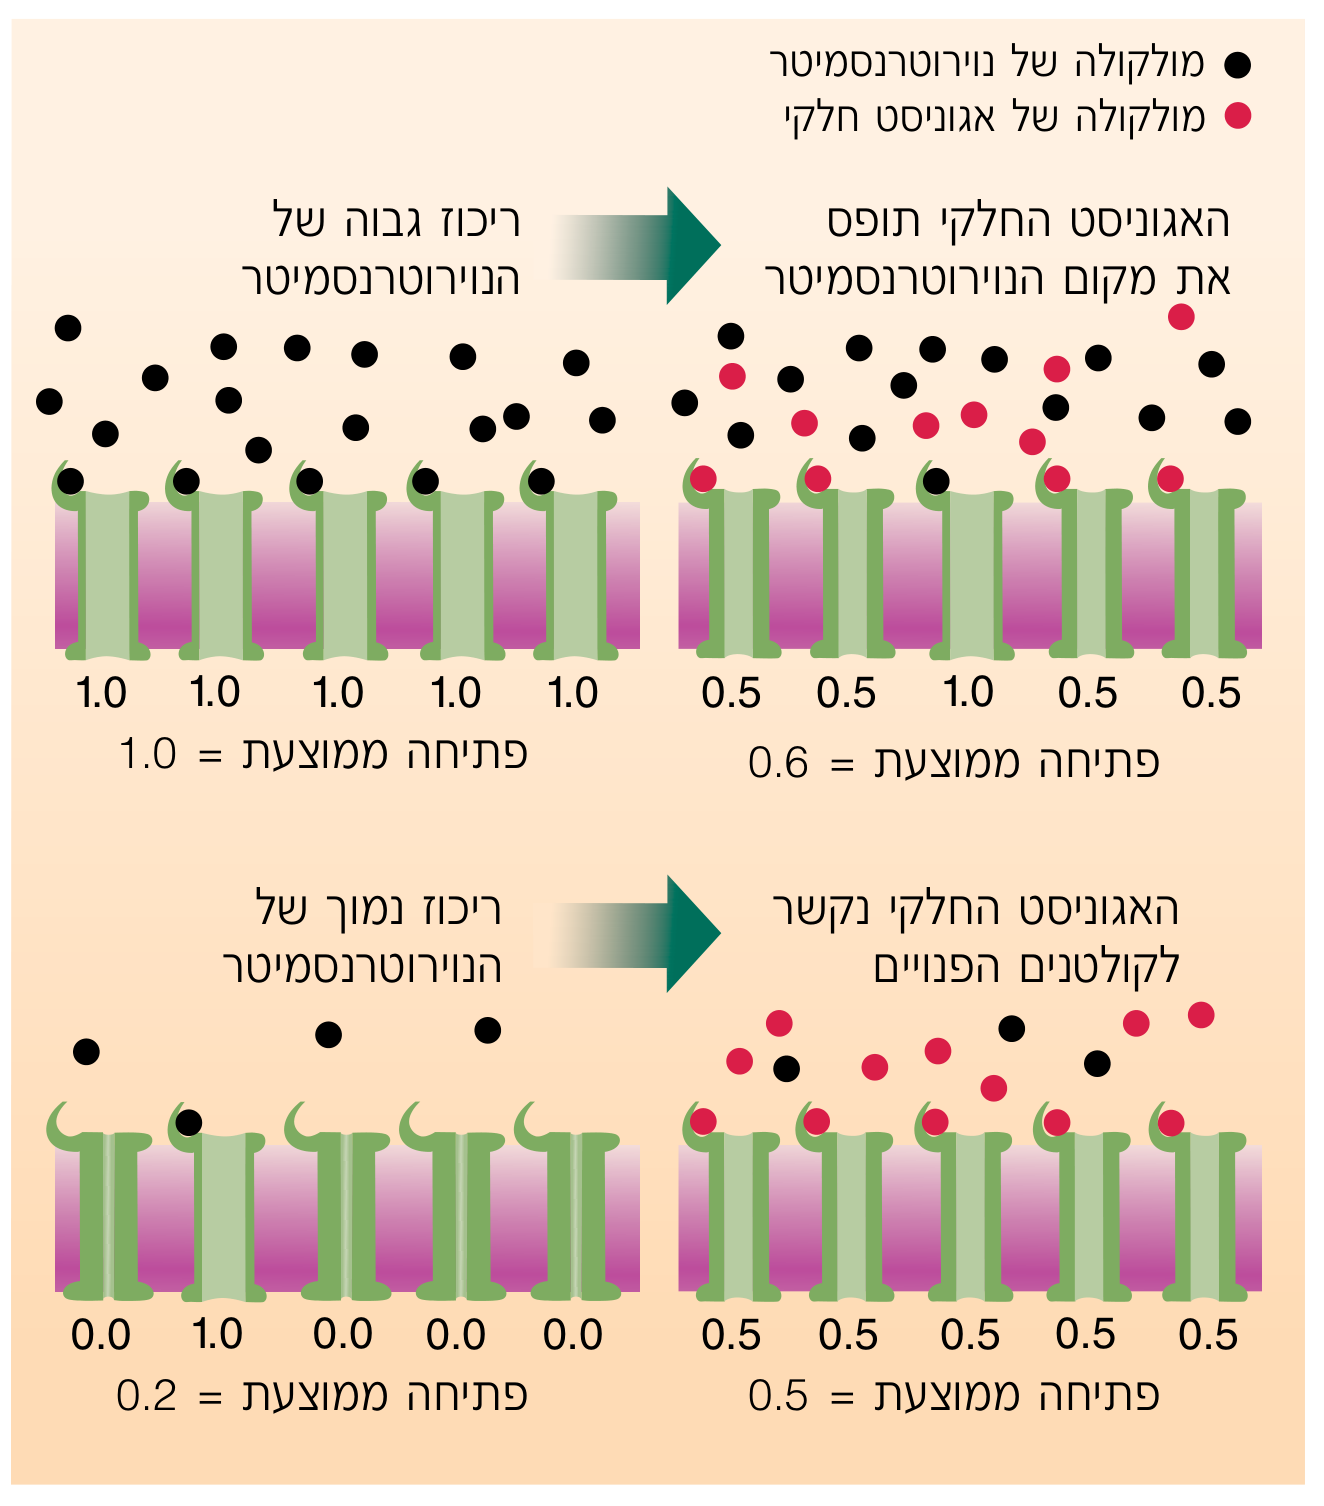 מולקולה של נוירוטרנסמיטר
מולקולה של אגוניסט חלקי
ריכוז גבוה של
הנוירוטרנסמיטר
האגוניסט החלקי תופס
את מקום הנוירוטרנסמיטר
1.0 1.0 1.0 1.0 1.0
פתיחה ממוצעת = 1.0
0.5 0.5 1.0 0.5 0.5
פתיחה ממוצעת = 0.6
ריכוז נמוך של
הנוירוטרנסמיטר
האגוניסט החלקי נקשר
לקולטנים הפנויים
0.0 1.0 0.0 0.0 0.0
פתיחה ממוצעת = 0.2
0.5 0.5 0.5 0.5 0.5
פתיחה ממוצעת = 0.5